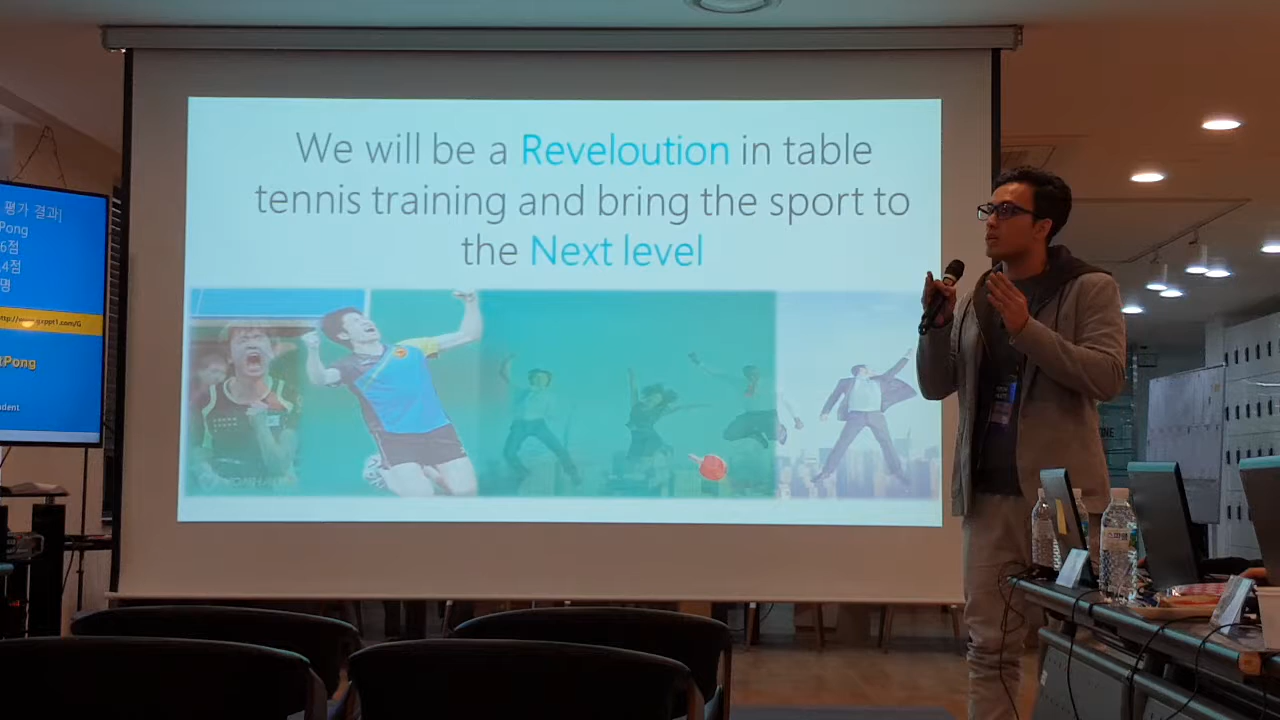 We will be a Reveloution in table
tennis training and bring the sport to
the Next level
평가 결과]
Pong
6점
4점
명
Pong
dent